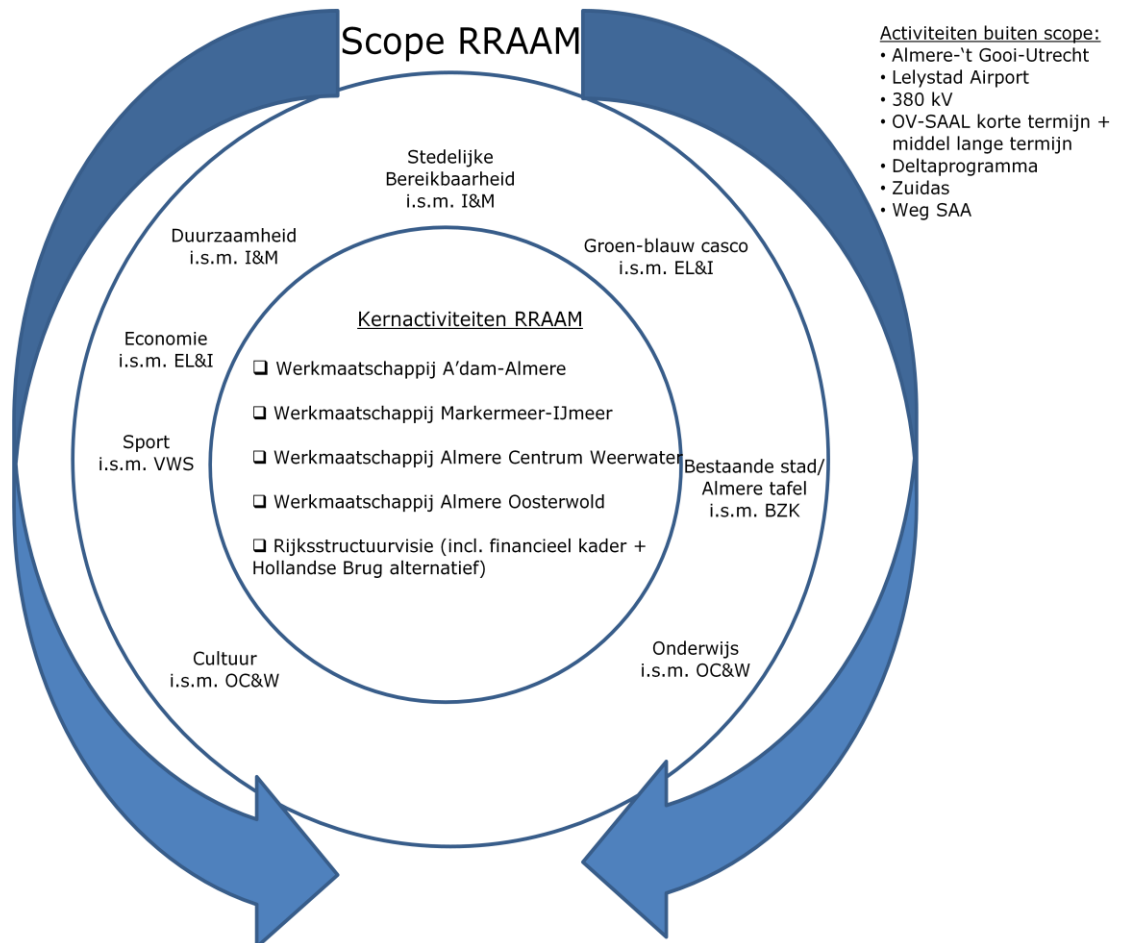 Scope RRAAM
Activiteiten buiten scope:
• Almere-‘t Gooi-Utrecht
• Lelystad Airport
• 380 kV
• OV-SAAL korte termijn +
middel lange termijn
• Deltaprogramma
• Zuidas
• Weg SAA
Stedelijke
Bereikbaarheid
i.s.m. I&M
Duurzaamheid
i.s.m. I&M
Groen-blauw casco
i.s.m. EL&I
Economie
i.s.m. EL&I
Sport
i.s.m. VWS
Kernactiviteiten RRAAM
❑ Werkmaatschappij A’dam-Almere
❑ Werkmaatschappij Markermeer-IJmeer
❑ Werkmaatschappij Almere Centrum Weerwater
❑ Werkmaatschappij Almere Oosterwold
❑ Rijksstructuurvisie (incl. financieel kader +
Hollandse Brug alternatief)
Bestaande stad/
Almere tafel
i.s.m. BZK
Cultuur
i.s.m. OC&W
Onderwijs
i.s.m. OC&W